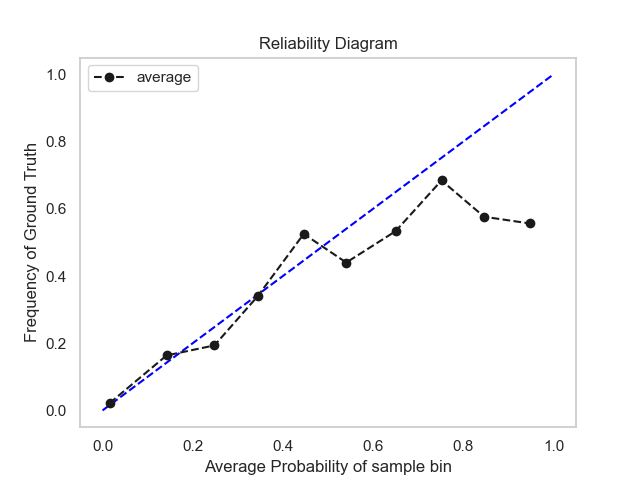 Reliability Diagram
average
Frequency of Ground Truth
1.0
0.8
0.6
0.4
0.2
0.0
0.0 0.2 0.4 0.6 0.8 1.0
Average Probability of sample bin